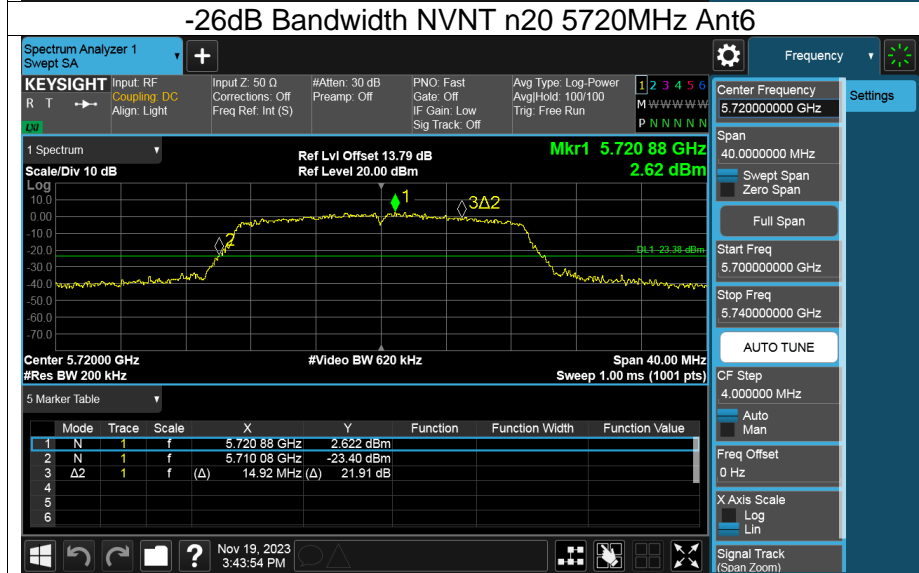 -26dB Bandwidth NVNT n20 5720MHz Ant6
Spectrum Analyzer 1
Swept SA
+
Frequency
KEYSIGHT
R T
LXI
Input: RF
Coupling: DC
Align: Light
Input Z: 50 Ω
Corrections: Off
Freq Ref: Int (S)
#Atten: 30 dB
Preamp: Off
PNO: Fast
Gate: Off
IF Gain: Low
Sig Track: Off
Avg Type: Log-Power
Avg|Hold: 100/100
Trig: Free Run
1 2 3 4 5 6
M W W W W W
P N N N N N
Center Frequency
5.720000000 GHz
Settings
Span
40.0000000 MHz
Swept Span
Zero Span
Full Span
Start Freq
5.700000000 GHz
Stop Freq
5.740000000 GHz
AUTO TUNE
CF Step
4.000000 MHz
Auto
Man
Freq Offset
0 Hz
X Axis Scale
Log
Lin
Signal Track
(Span Zoom)
1 Spectrum
Scale/Div 10 dB
Ref Lvl Offset 13.79 dB
Ref Level 20.00 dBm
Mkr1 5.720 88 GHz
2.62 dBm
Log
10.0
0.00
-10.0
-20.0
-30.0
-40.0
-50.0
-60.0
-70.0
1
2
3Δ2
DL1 -23.38 dBm
Center 5.72000 GHz
#Video BW 620 kHz
Span 40.00 MHz
#Res BW 200 kHz
Sweep 1.00 ms (1001 pts)
5 Marker Table
Mode Trace Scale X Y Function Function Width Function Value
1 N 1 f 5.720 88 GHz 2.622 dBm
2 N 1 f 5.710 08 GHz -23.40 dBm
3 Δ2 1 f (Δ) 14.92 MHz (Δ) 21.91 dB
4
5
6
?
Nov 19, 2023
3:43:54 PM